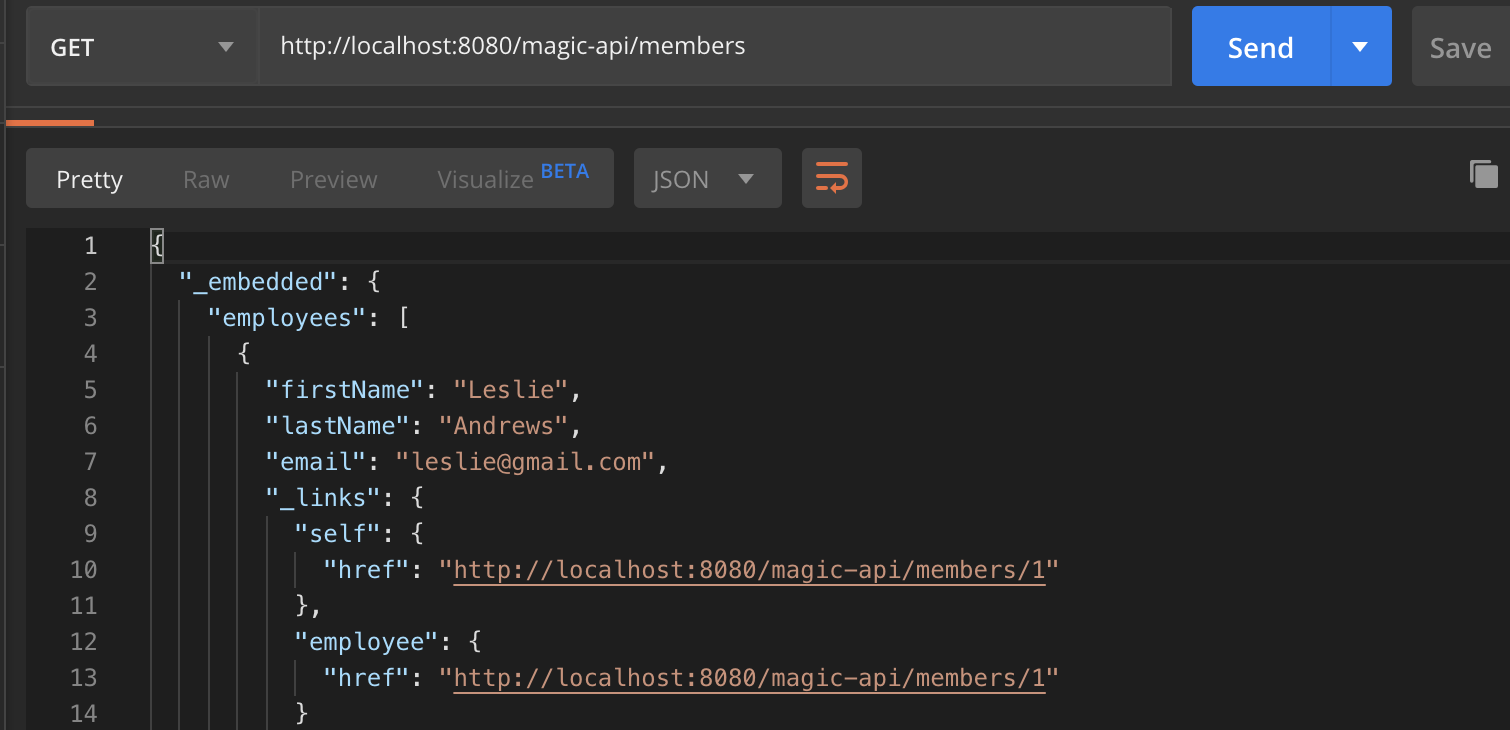 GET http://localhost:8080/magic-api/members Send Save
Pretty Raw Preview Visualize BETA JSON
1 {
2 "_embedded": {
3 "employees": [
4 {
5 "firstName": "Leslie",
6 "lastName": "Andrews",
7 "email": "leslie@gmail.com",
8 "_links": {
9 "self": {
10 "href": "http://localhost:8080/magic-api/members/1"
11 },
12 "employee": {
13 "href": "http://localhost:8080/magic-api/members/1"
14 }